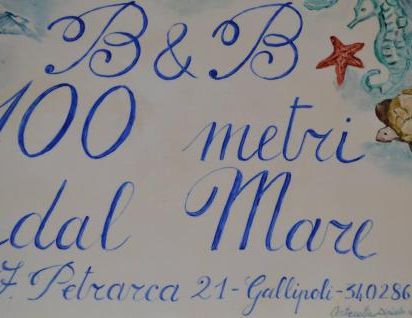 B & B
100 metri
dal Mare
F. Petrarca 21 - Gallipoli - 340286